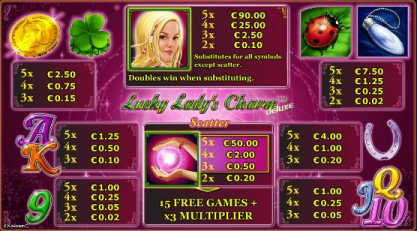 5x €90.00
4x €25.00
3x €2.50
2x €0.10
Substitutes for all symbols
except scatter.
Doubles win when substituting.
5x €2.50
4x €0.75
3x €0.15
5x €7.50
4x €1.25
3x €0.25
2x €0.02
Lucky Lady's Charm
deluxe
Scatter
A
K
5x €1.25
4x €0.50
3x €0.10
5x €50.00
4x €2.00
3x €0.50
2x €0.20
5x €4.00
4x €1.00
3x €0.20
9
5x €1.00
4x €0.25
3x €0.05
2x €0.02
15 FREE GAMES +
x3 MULTIPLIER
5x €1.00
4x €0.25
3x €0.05
J
Q
10